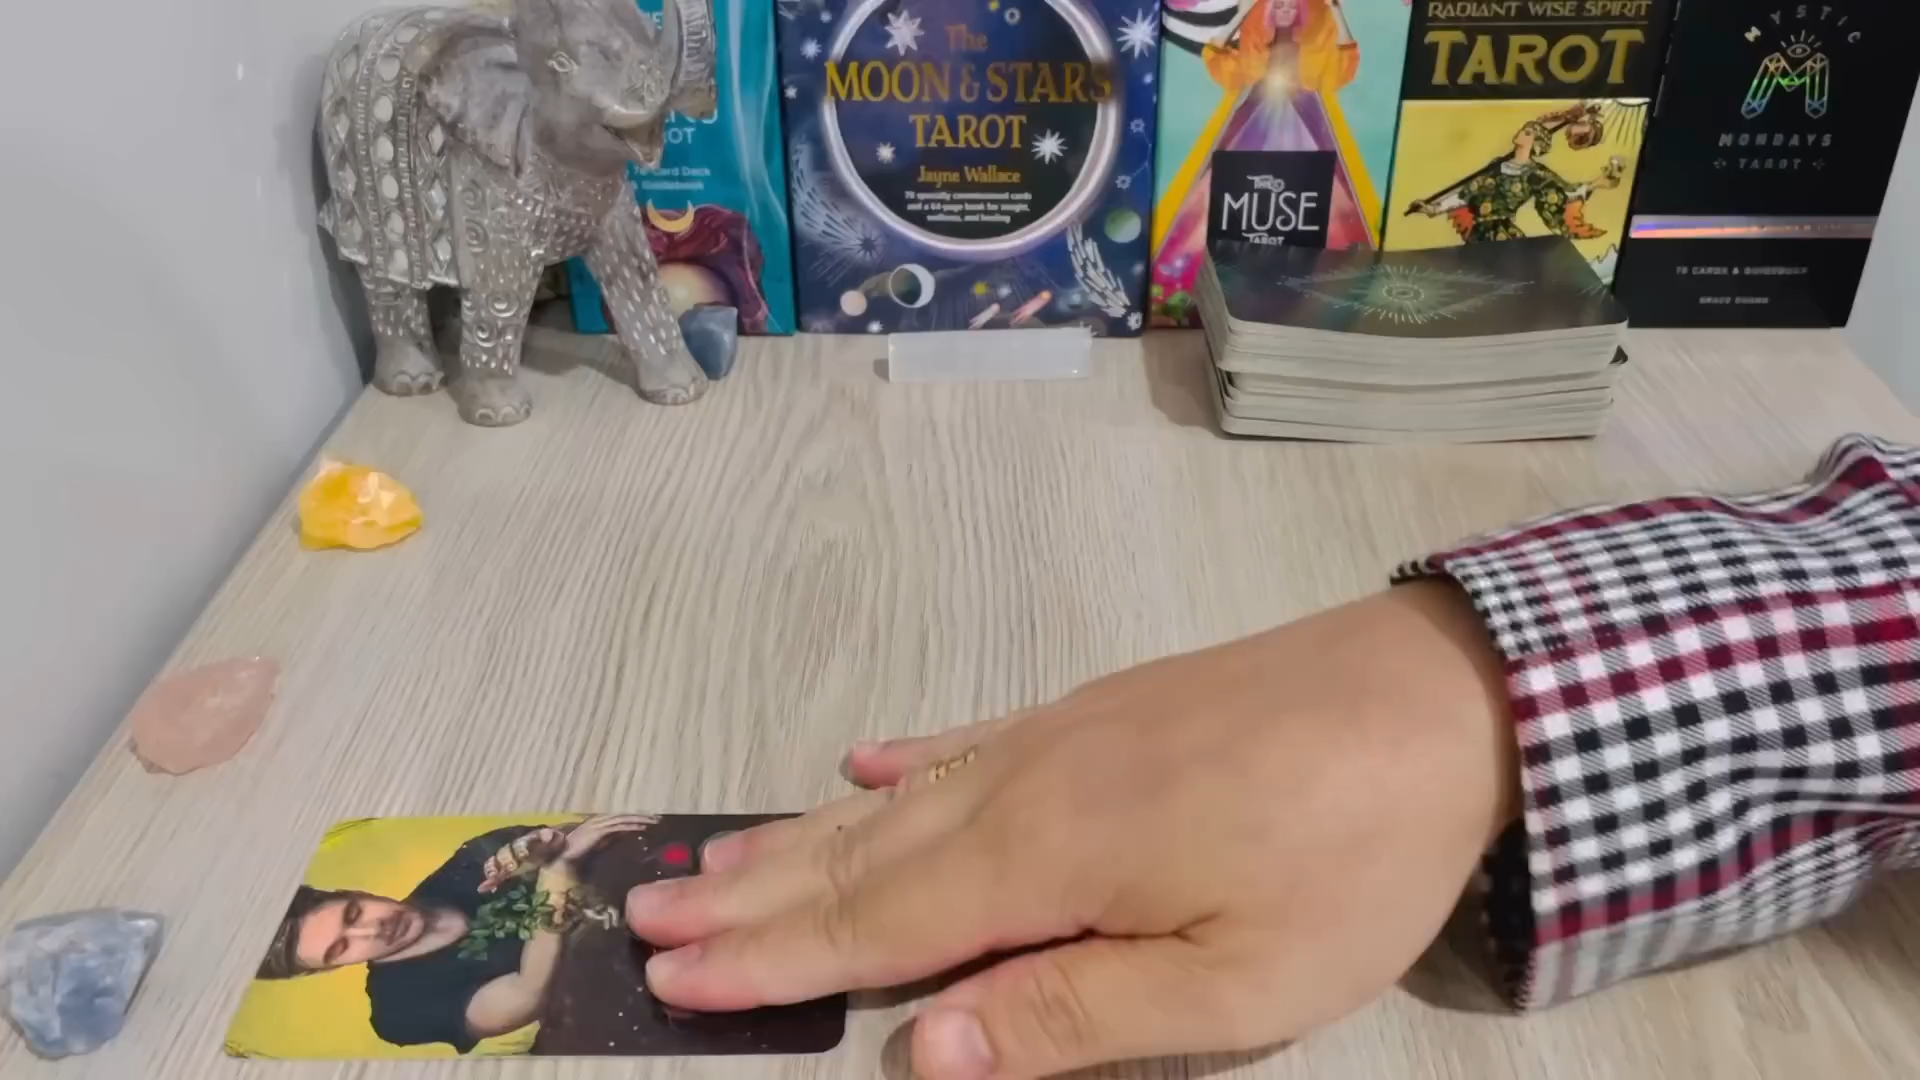 TAROT
78 Card Deck
& Guidebook
The
MOON & STARS
TAROT
Jayne Wallace
78 specially commissioned cards
and a 64-page book for insight,
wellness, and healing
THE
MUSE
TAROT
RADIANT WISE SPIRIT
TAROT
MYSTIC
M
MONDAYS
TAROT
78 CARDS & GUIDEBOOK
GRACE DUONG